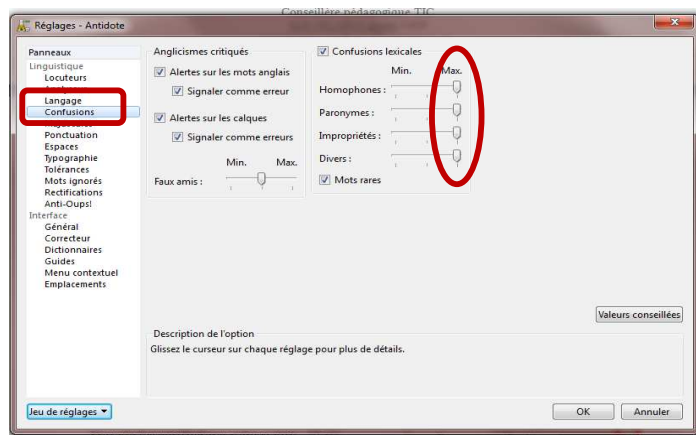 Conseillère pédagogique TIC
Réglages - Antidote
Panneaux
Linguistique
Locuteurs
Langage
Confusions
Ponctuation
Espaces
Typographie
Tolérances
Mots ignorés
Rectifications
Anti-Oups!
Interface
Général
Correcteur
Dictionnaires
Guides
Menu contextuel
Emplacements
Anglicismes critiqués
Alertes sur les mots anglais
Signaler comme erreur
Alertes sur les calques
Signaler comme erreurs
Min. Max.
Faux amis :
Confusions lexicales
Min. Max.
Homophones :
Paronymes :
Impropriétés :
Divers :
Mots rares
Valeurs conseillées
Description de l'option
Glissez le curseur sur chaque réglage pour plus de détails.
Jeu de réglages
OK Annuler